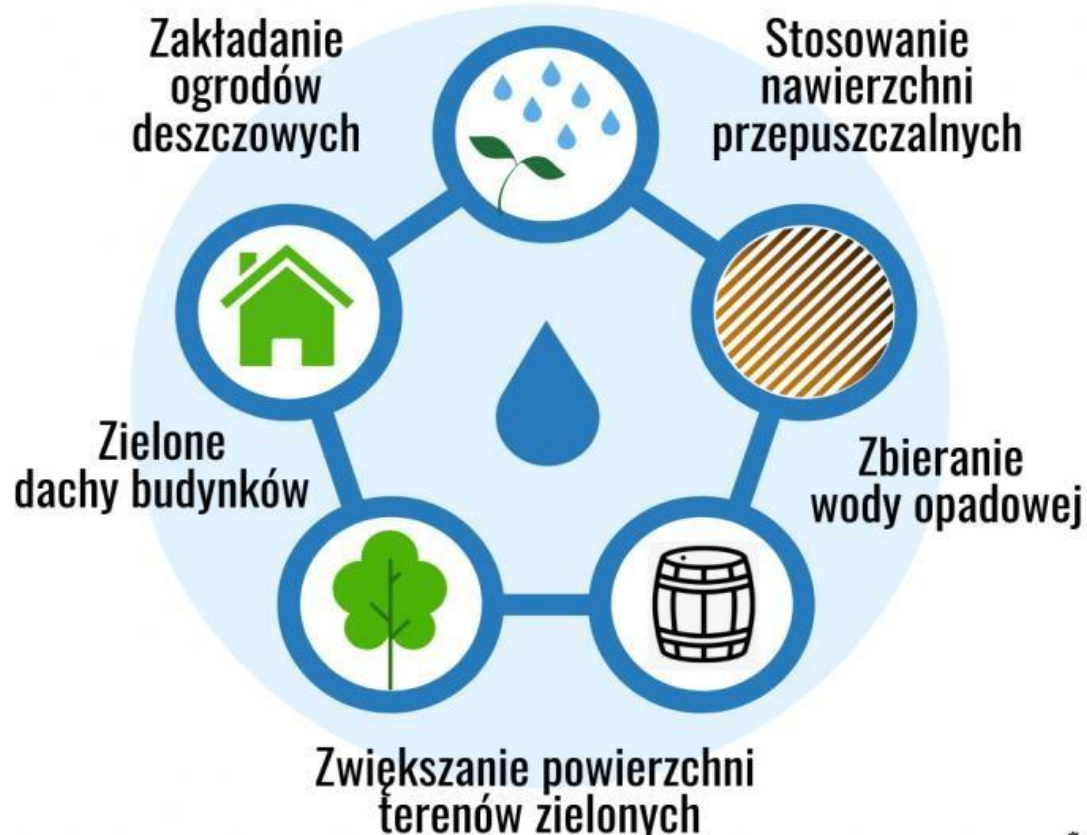 Zakładanie
ogrodów
deszczowych
Stosowanie
nawierzchni
przepuszczalnych
Zielone
dachy budynków
Zbieranie
wody opadowej
Zwiększanie powierzchni
terenów zielonych